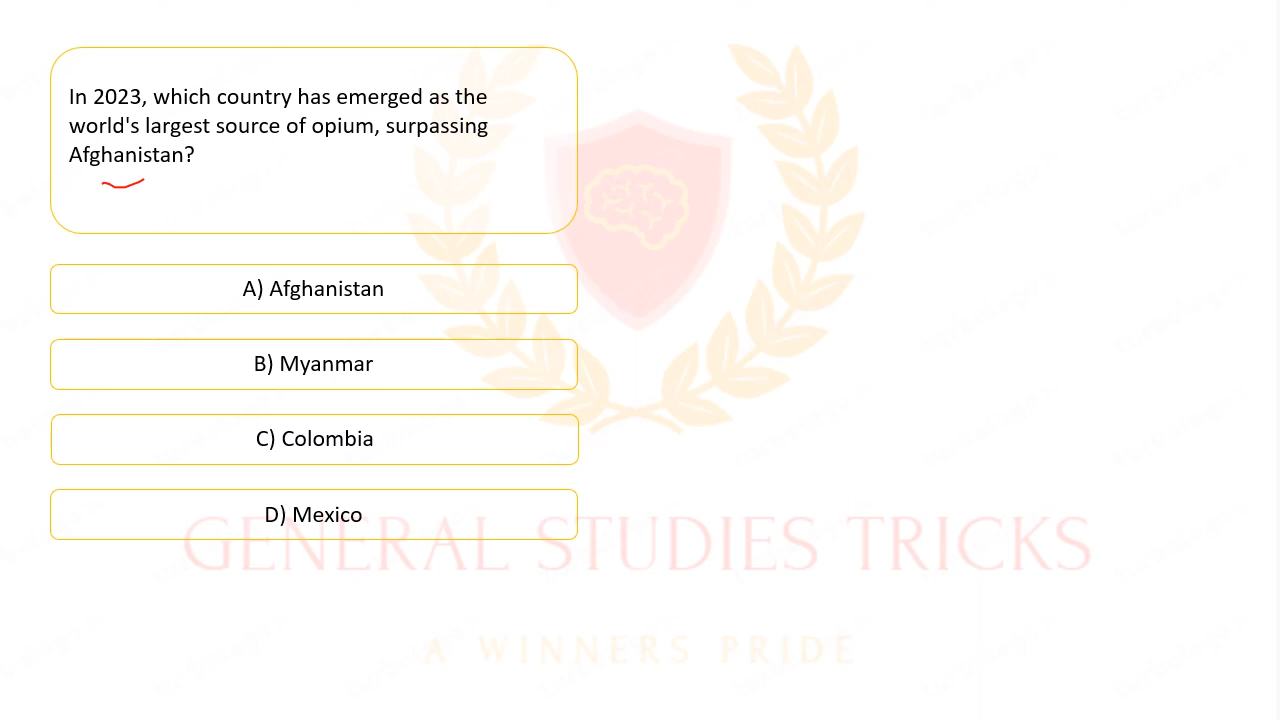 In 2023, which country has emerged as the
world's largest source of opium, surpassing
Afghanistan?
A) Afghanistan
B) Myanmar
C) Colombia
D) Mexico
GENERAL STUDIES TRICKS
A WINNERS PRIDE